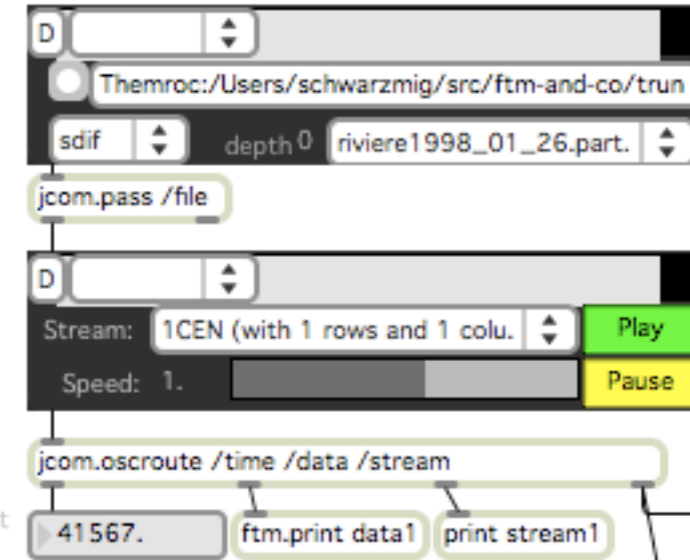 D
Themroc:/Users/schwarzmig/src/ftm-and-co/trun
sdif depth 0 riviere1998_01_26.part.
jcom.pass /file
D
Stream: 1CEN (with 1 rows and 1 colu. Play
Speed: 1. Pause
jcom.oscroute /time /data /stream
t 41567. ftm.print data1 print stream1